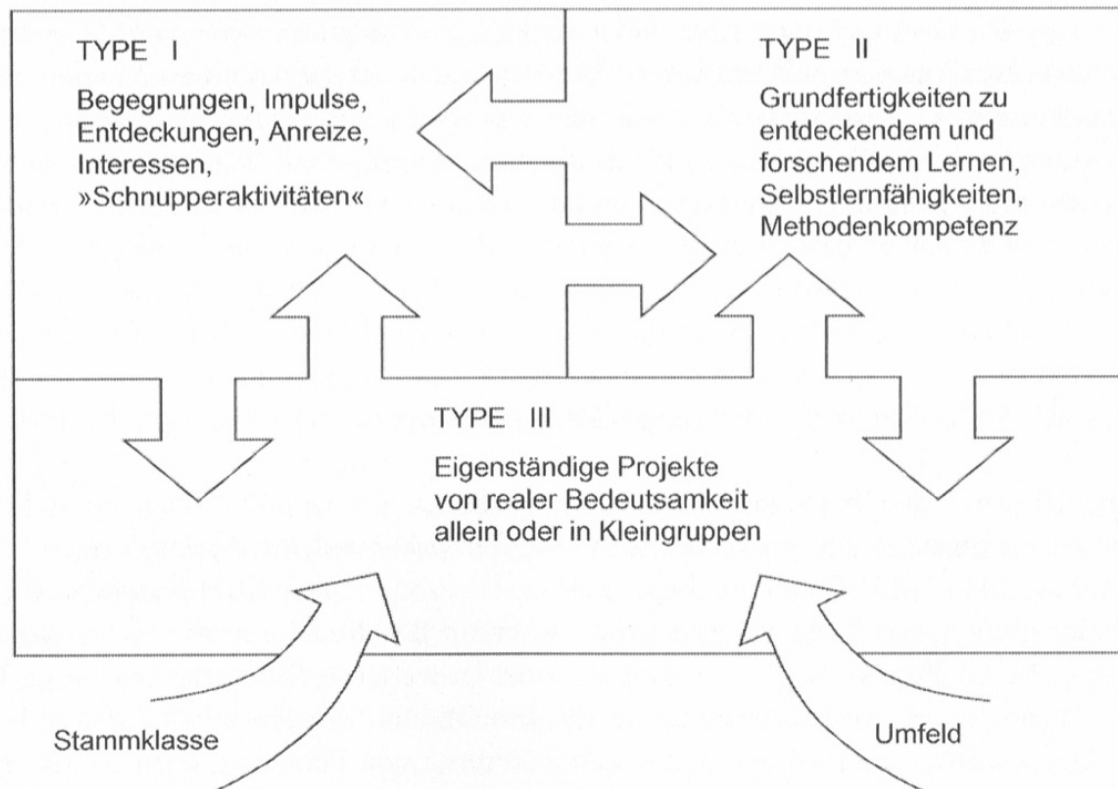 TYPE I
Begegnungen, Impulse,
Entdeckungen, Anreize,
Interessen,
»Schnupperaktivitäten«
TYPE II
Grundfertigkeiten zu
entdeckendem und
forschendem Lernen,
Selbstlernfähigkeiten,
Methodenkompetenz
TYPE III
Eigenständige Projekte
von realer Bedeutsamkeit
allein oder in Kleingruppen
Stammklasse
Umfeld